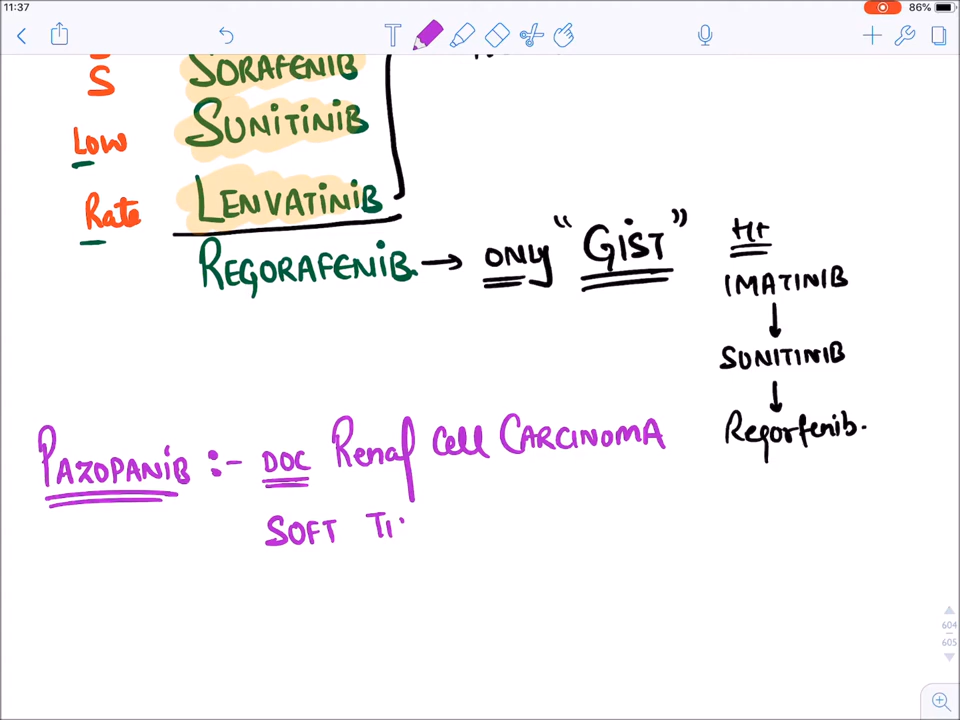 11:37
86%
T
S
SORAFENIB
Low
SUNITINIB
Rate
LENVATINIB
REGORAFENIB. → ONLY "GIST"
IMATINIB
↓
SUNITINIB
↓
Regorfenib.
PAZOPANIB :- DOC Renal Cell CARCINOMA
SOFT TI
604
605